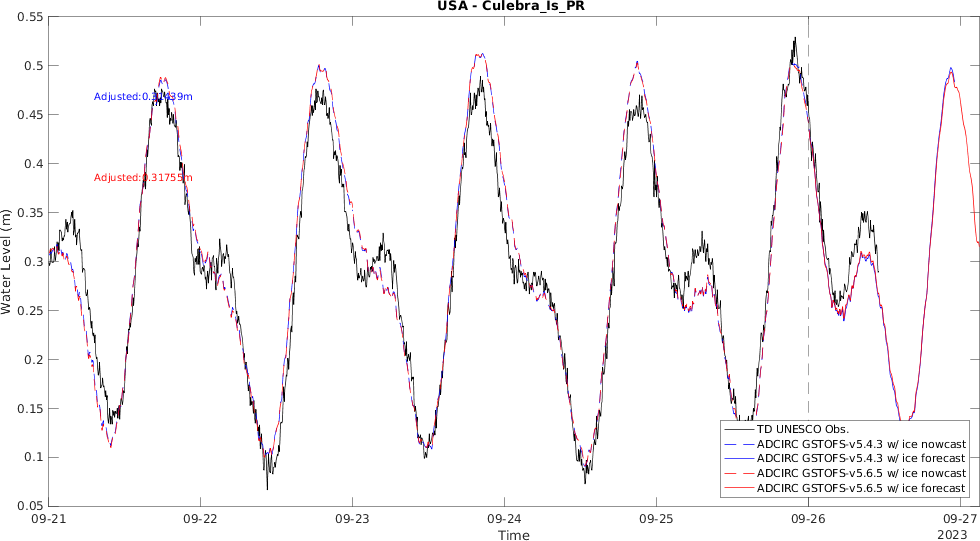 USA - Culebra_Is_PR
0.55
0.5
0.45
0.4
0.35
0.3
0.25
0.2
0.15
0.1
0.05
Water Level (m)
Adjusted:
Adjusted:0.31755m
TD UNESCO Obs.
ADCIRC GSTOFS-v5.4.3 w/ ice nowcast
ADCIRC GSTOFS-v5.4.3 w/ ice forecast
ADCIRC GSTOFS-v5.6.5 w/ ice nowcast
ADCIRC GSTOFS-v5.6.5 w/ ice forecast
09-21 09-22 09-23 09-24 09-25 09-26 09-27
Time
2023